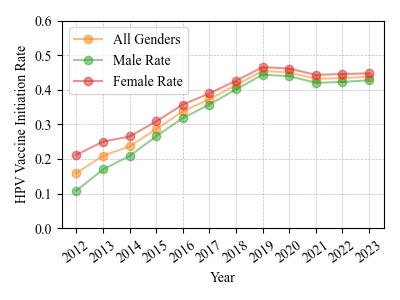 0.6
0.5
0.4
0.3
0.2
0.1
0.0
HPV Vaccine Initiation Rate
All Genders
Male Rate
Female Rate
2012 2013 2014 2015 2016 2017 2018 2019 2020 2021 2022 2023
Year